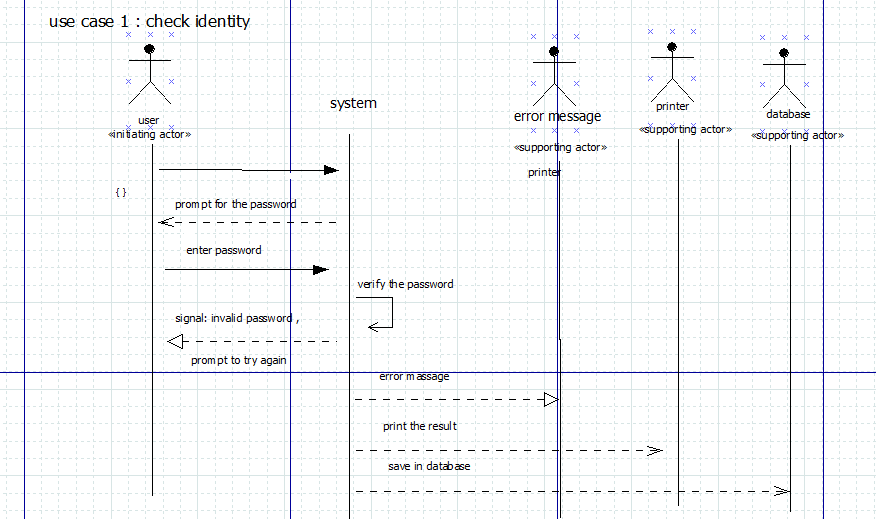 use case 1 : check identity
user
«initiating actor»
system
error message
«supporting actor»
printer
printer
«supporting actor»
database
«supporting actor»
{ }
prompt for the password
enter password
verify the password
signal: invalid password ,
prompt to try again
error massage
print the result
save in database